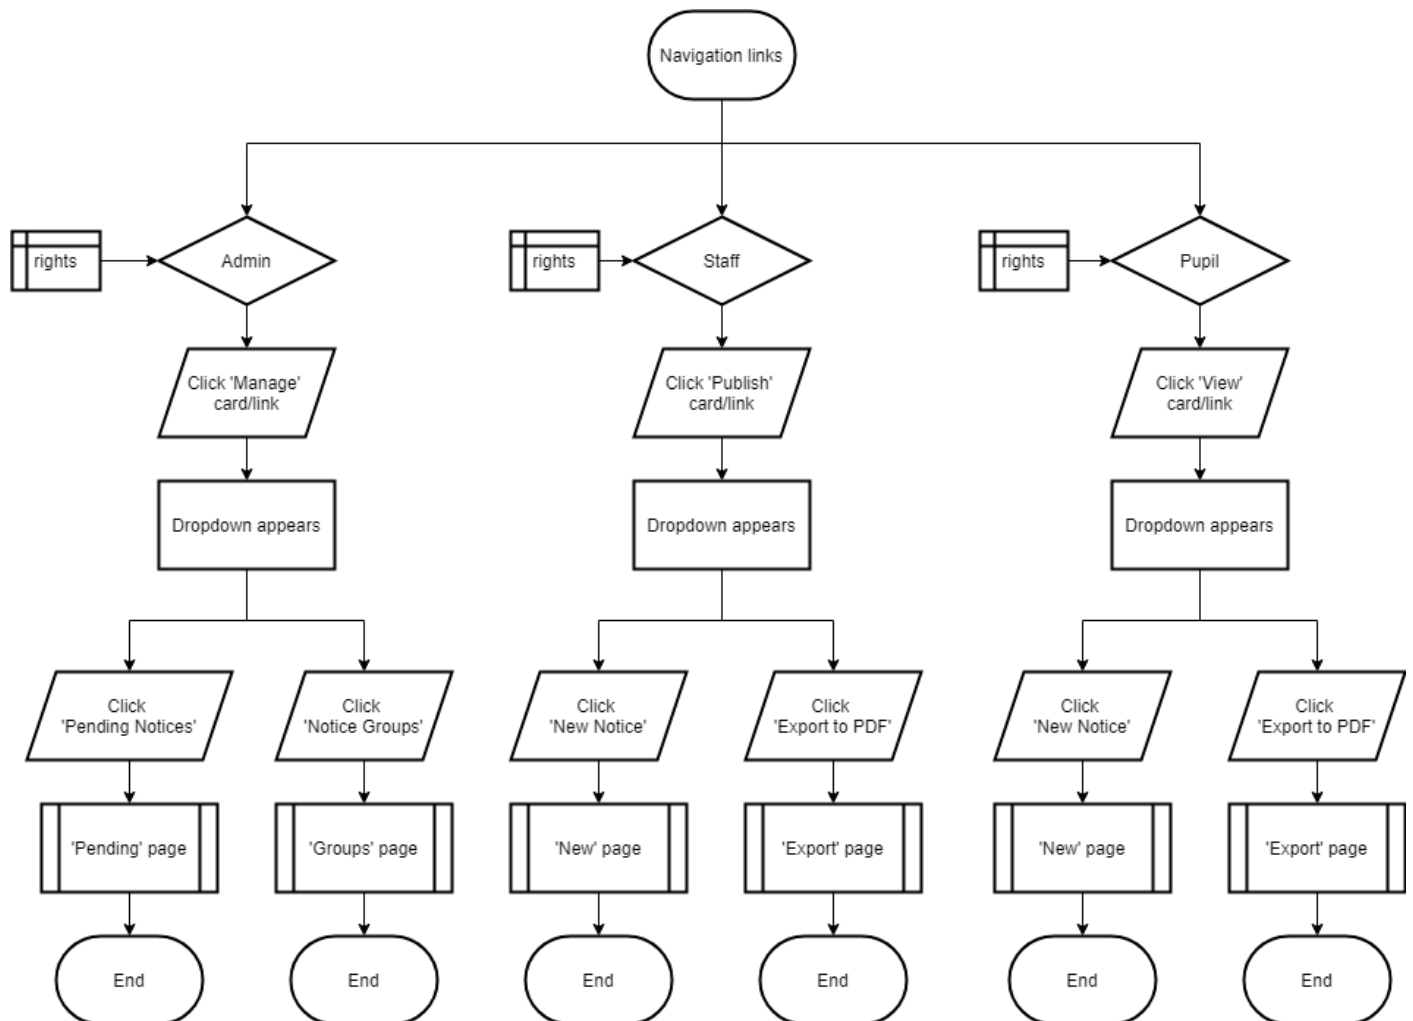 Navigation links
rights
Admin
rights
Staff
rights
Pupil
Click 'Manage'
card/link
Click 'Publish'
card/link
Click 'View'
card/link
Dropdown appears
Dropdown appears
Dropdown appears
Click
'Pending Notices'
Click
'Notice Groups'
Click
'New Notice'
Click
'Export to PDF'
Click
'New Notice'
Click
'Export to PDF'
'Pending' page
'Groups' page
'New' page
'Export' page
'New' page
'Export' page
End
End
End
End
End
End